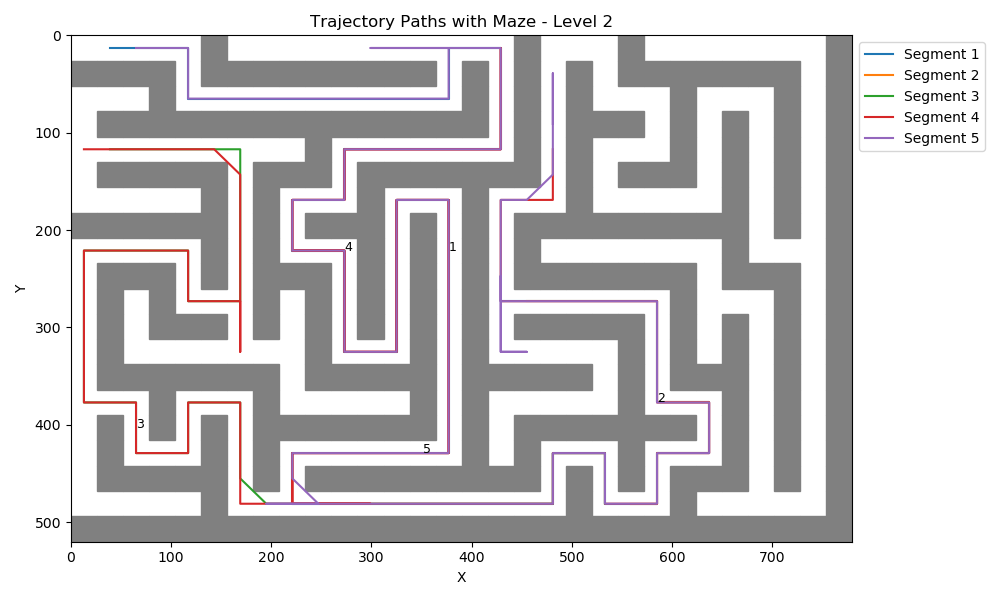 Trajectory Paths with Maze - Level 2
Segment 1
Segment 2
Segment 3
Segment 4
Segment 5
0
100
200
300
400
500
Y
4
1
2
3
5
0
100
200
300
400
500
600
700
X